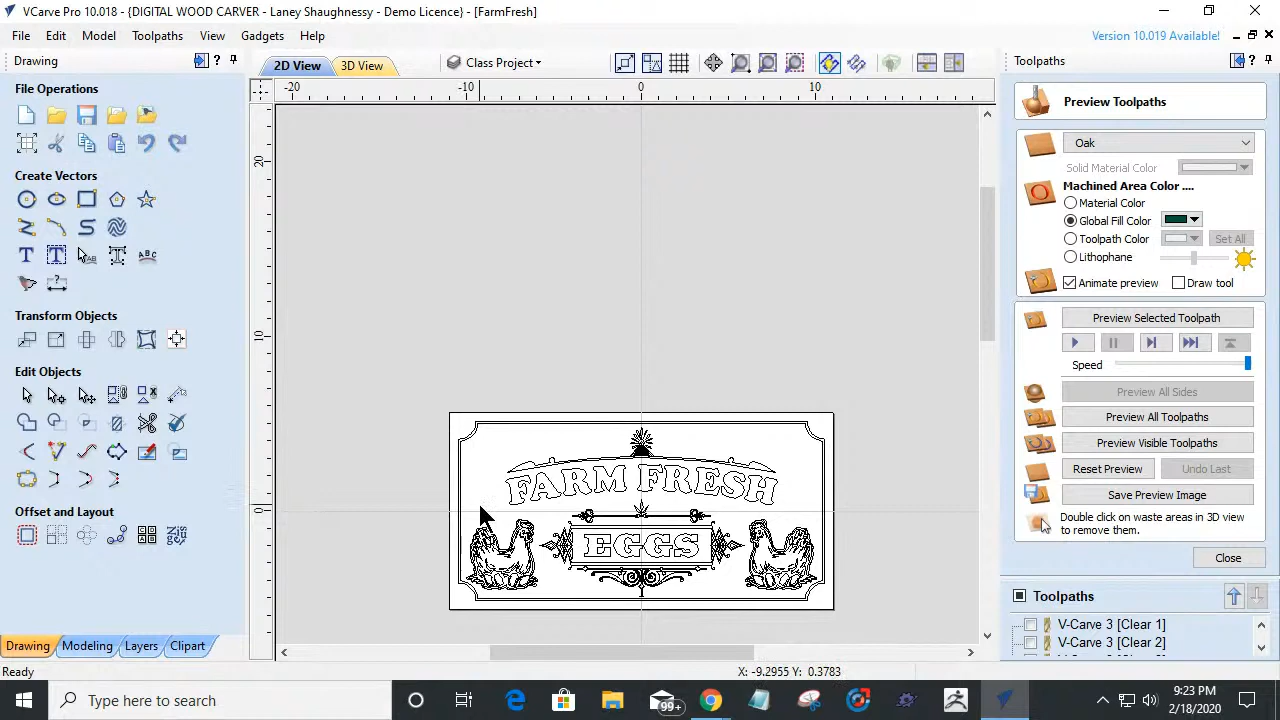 VCarve Pro 10.018 - {DIGITAL WOOD CARVER - Laney Shaughnessy - Demo Licence} - [FarmFresh]
File Edit Model Toolpaths View Gadgets Help
Version 10.019 Available!
Drawing
File Operations
Create Vectors
Transform Objects
Edit Objects
Offset and Layout
Drawing Modeling Layers Clipart
Ready
2D View 3D View Class Project
-20 -10 0 10
20
10
0
FARM FRESH
EGGS
X: -9.2955 Y: 0.3783
Toolpaths
Preview Toolpaths
Oak
Solid Material Color
Machined Area Color ....
Material Color
Global Fill Color
Toolpath Color Set All
Lithophane
Animate preview Draw tool
Preview Selected Toolpath
Speed
Preview All Sides
Preview All Toolpaths
Preview Visible Toolpaths
Reset Preview Undo Last
Save Preview Image
Double click on waste areas in 3D view
to remove them.
Close
Toolpaths
V-Carve 3 [Clear 1]
V-Carve 3 [Clear 2]
Type here to search
99+
9:23 PM
2/18/2020